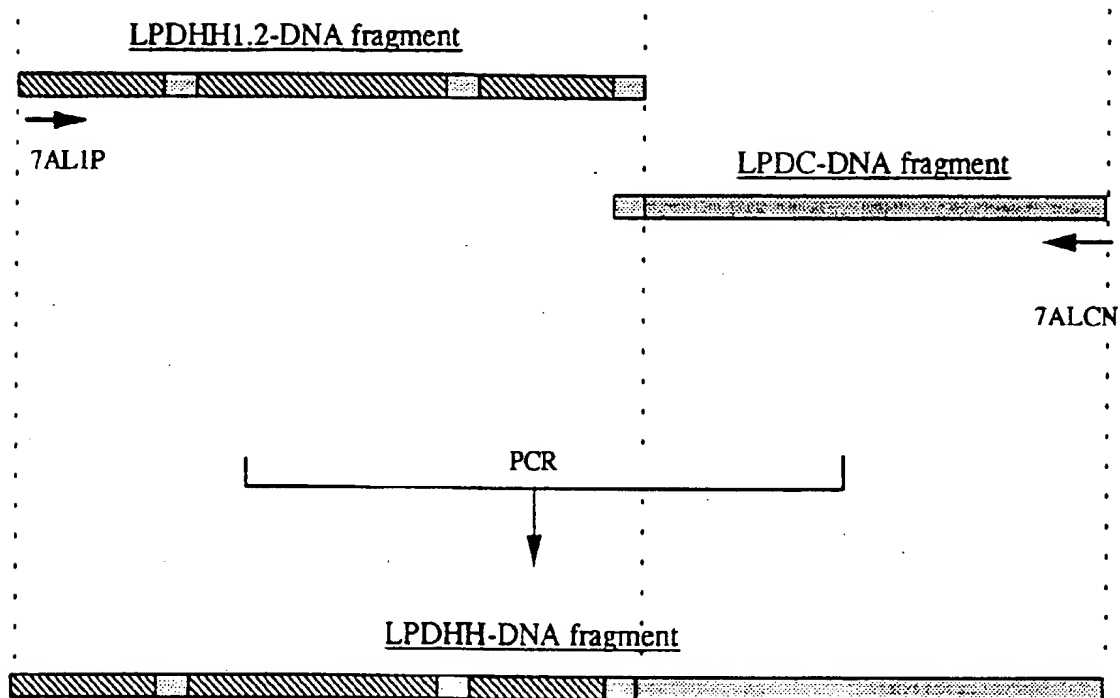 LPDHH1.2-DNA fragment
7AL1P
LPDC-DNA fragment
7ALCN
PCR
LPDHH-DNA fragment